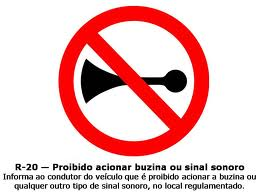 R-20 — Proibido acionar buzina ou sinal sonoro
Informa ao condutor do veículo que é proibido acionar a buzina ou
qualquer outro tipo de sinal sonoro, no local regulamentado.